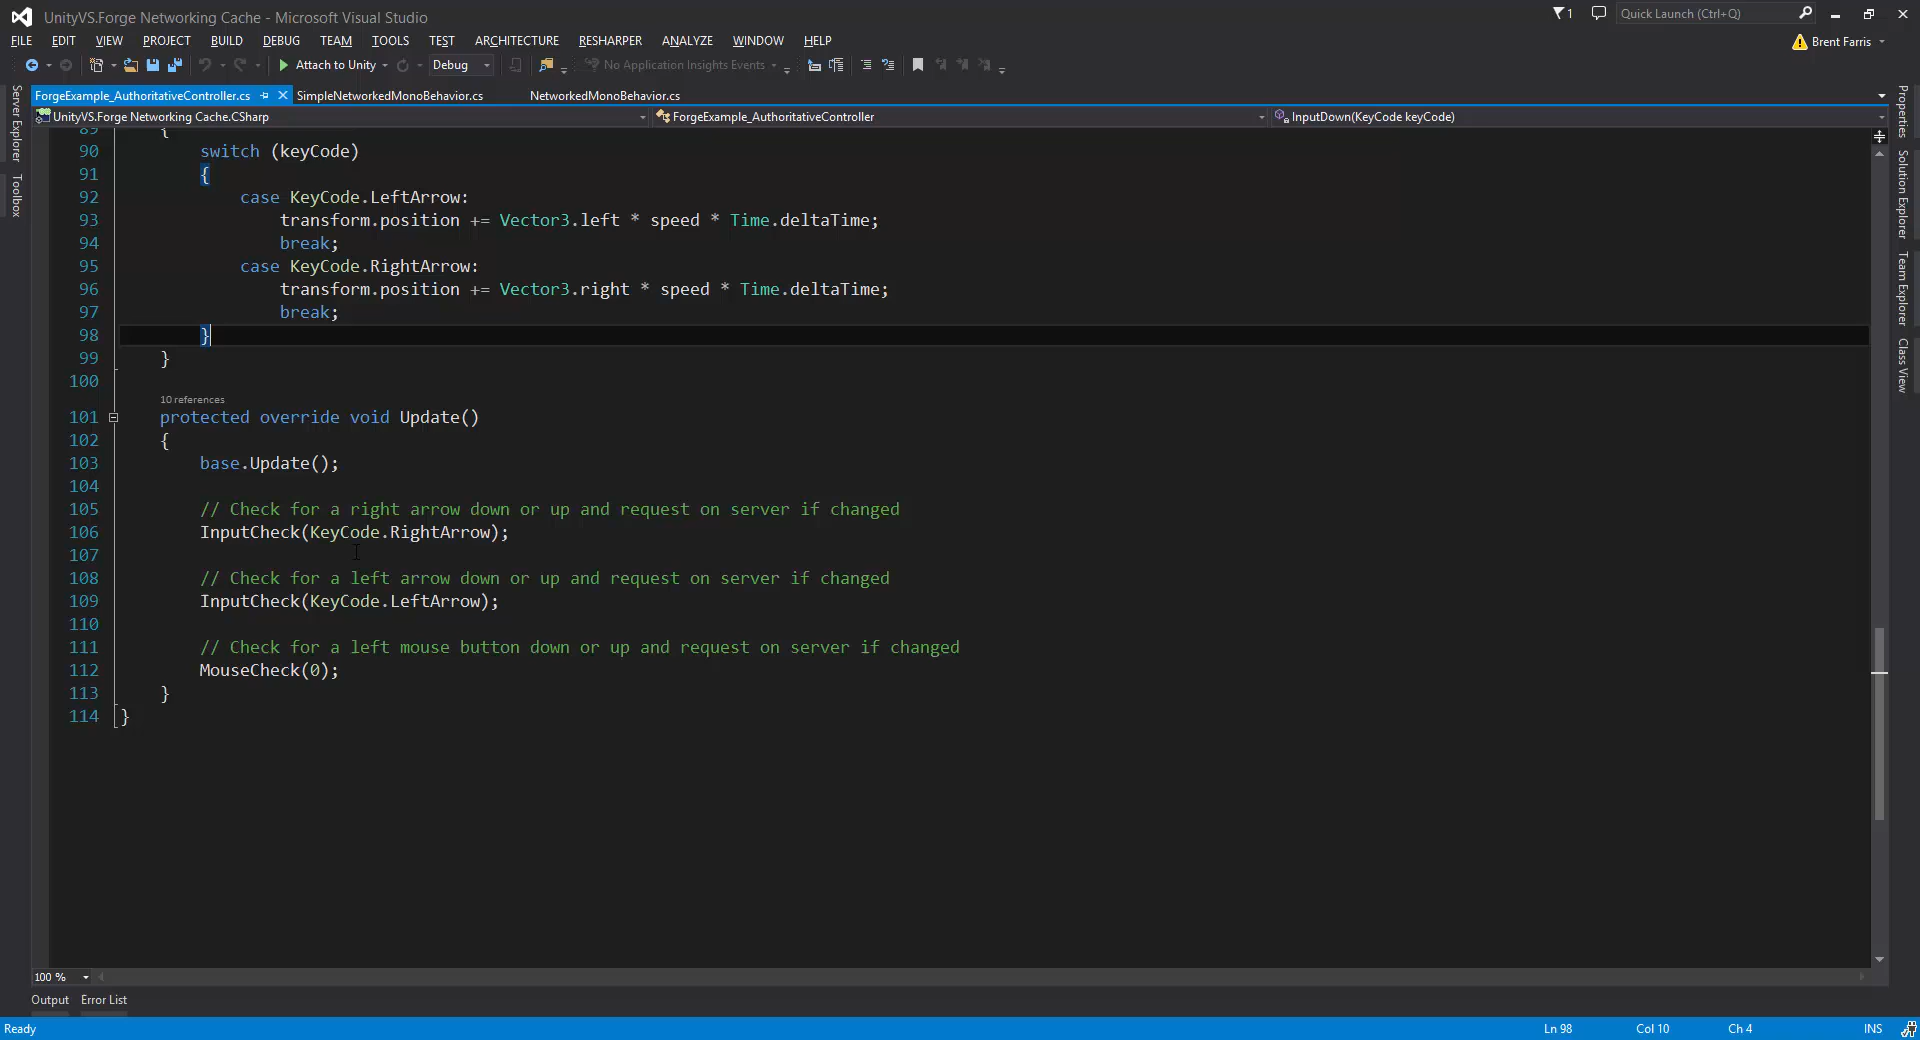 UnityVS.Forge Networking Cache - Microsoft Visual Studio
1
Quick Launch (Ctrl+Q)
FILE EDIT VIEW PROJECT BUILD DEBUG TEAM TOOLS TEST ARCHITECTURE RESHARPER ANALYZE WINDOW HELP
Brent Farris
Attach to Unity
Debug
No Application Insights Events
ForgeExample_AuthoritativeController.cs
SimpleNetworkedMonoBehavior.cs
NetworkedMonoBehavior.cs
UnityVS.Forge Networking Cache.CSharp
ForgeExample_AuthoritativeController
InputDown(KeyCode keyCode)
Server Explorer
Toolbox
Properties
Solution Explorer
Team Explorer
Class View
89 {
90 switch (keyCode)
91 {
92 case KeyCode.LeftArrow:
93 transform.position += Vector3.left * speed * Time.deltaTime;
94 break;
95 case KeyCode.RightArrow:
96 transform.position += Vector3.right * speed * Time.deltaTime;
97 break;
98 }
99 }
100
10 references
101 protected override void Update()
102 {
103 base.Update();
104
105 // Check for a right arrow down or up and request on server if changed
106 InputCheck(KeyCode.RightArrow);
107
108 // Check for a left arrow down or up and request on server if changed
109 InputCheck(KeyCode.LeftArrow);
110
111 // Check for a left mouse button down or up and request on server if changed
112 MouseCheck(0);
113 }
114 }
100 %
Output Error List
Ready
Ln 98 Col 10 Ch 4 INS